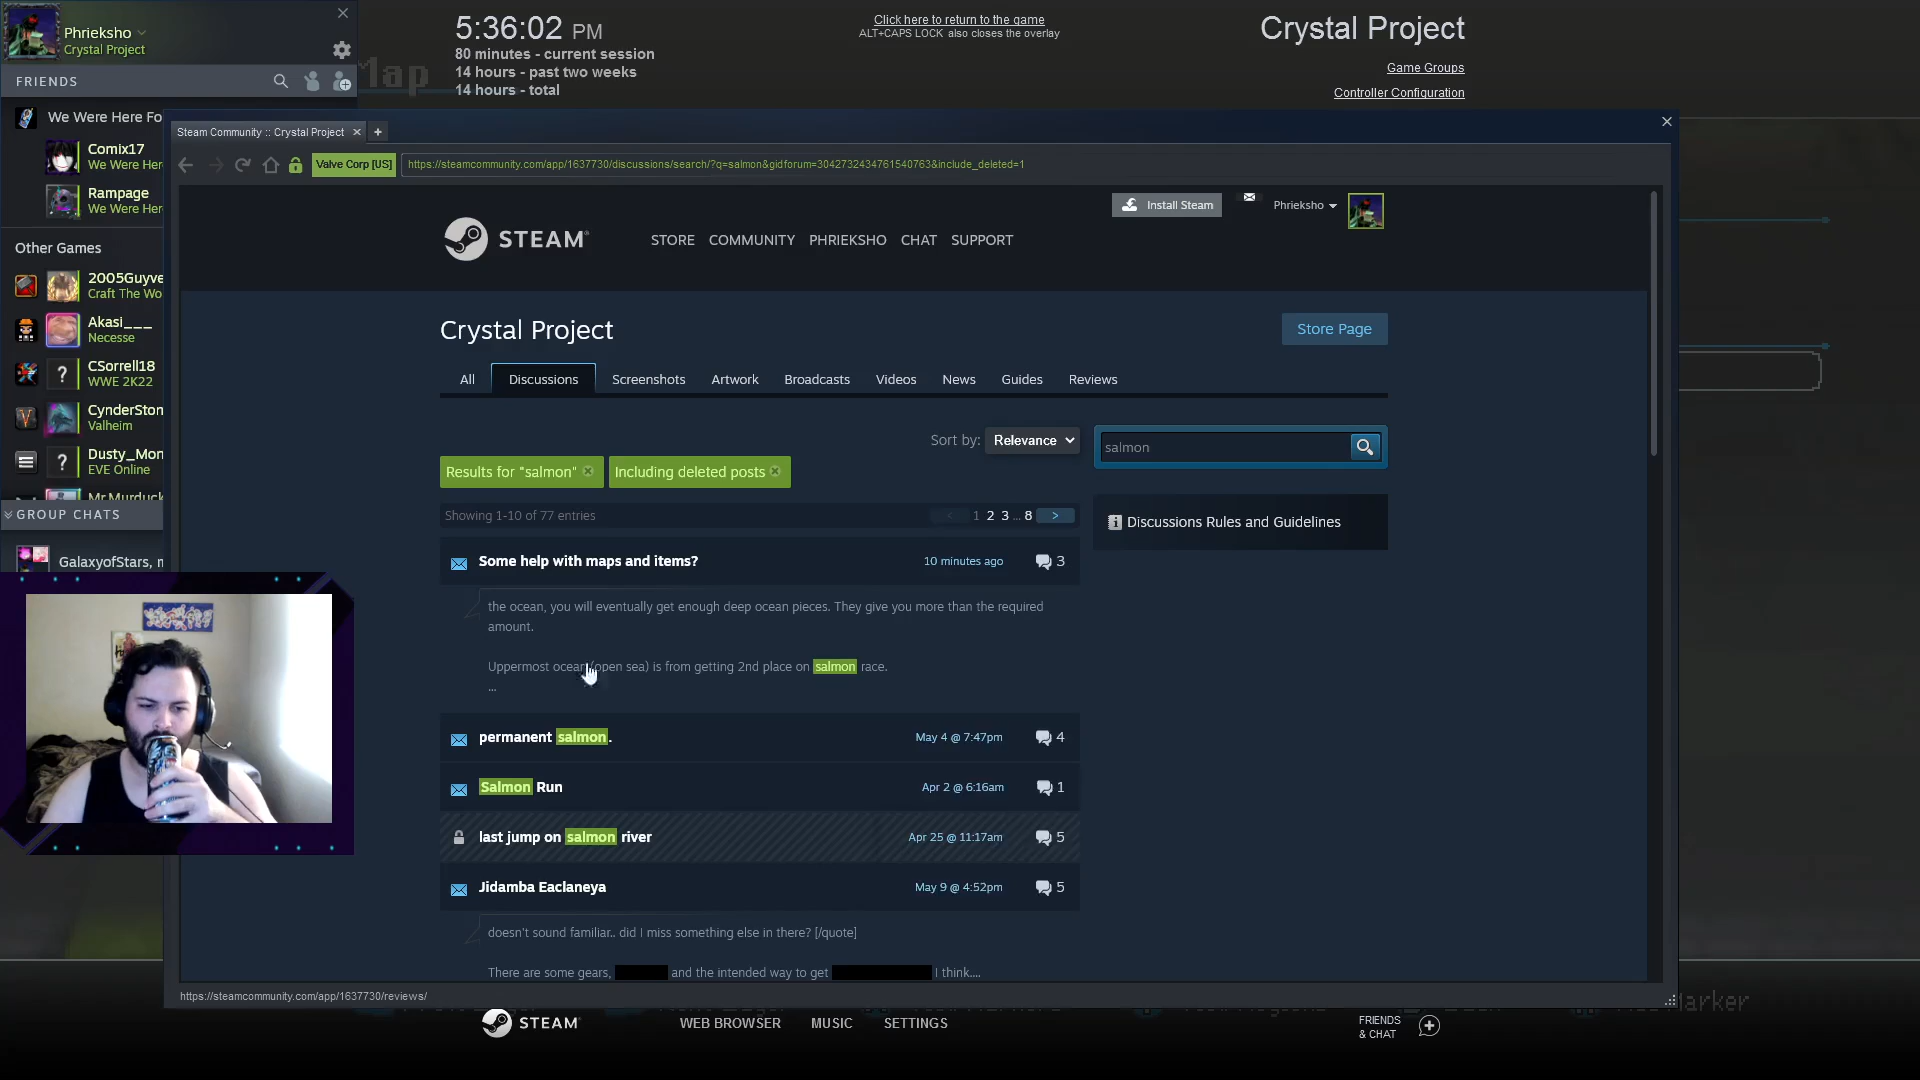 Phrieksho
Crystal Project
FRIENDS
We Were Here Fo
Comix17
We Were Her
Rampage
We Were Her
Other Games
2005Guyve
Craft The Wo
Akasi___
Necesse
CSorrell18
WWE 2K22
CynderSton
Valheim
Dusty_Mon
EVE Online
Mr.Murduck
GROUP CHATS
GalaxyofStars, m
Map
5:36:02 PM
80 minutes - current session
14 hours - past two weeks
14 hours - total
Click here to return to the game
ALT+CAPS LOCK also closes the overlay
Crystal Project
Game Groups
Controller Configuration
Steam Community :: Crystal Project
Valve Corp [US]
https://steamcommunity.com/app/1637730/discussions/search/?q=salmon&gidforum=3042732434761540763&include_deleted=1
Install Steam
Phrieksho
STEAM
STORE COMMUNITY PHRIEKSHO CHAT SUPPORT
Crystal Project
Store Page
All Discussions Screenshots Artwork Broadcasts Videos News Guides Reviews
Sort by: Relevance
salmon
Results for "salmon" Including deleted posts
Showing 1-10 of 77 entries
< 1 2 3 ... 8 >
Discussions Rules and Guidelines
Some help with maps and items? 10 minutes ago 3
the ocean, you will eventually get enough deep ocean pieces. They give you more than the required
amount.
Uppermost ocean (open sea) is from getting 2nd place on salmon race.
...
permanent salmon. May 4 @ 7:47pm 4
Salmon Run Apr 2 @ 6:16am 1
last jump on salmon river Apr 25 @ 11:17am 5
Jidamba Eaclaneya May 9 @ 4:52pm 5
doesn't sound familiar.. did I miss something else in there? [/quote]
There are some gears, and the intended way to get I think....
https://steamcommunity.com/app/1637730/reviews/
Marker
STEAM
WEB BROWSER MUSIC SETTINGS
FRIENDS
& CHAT